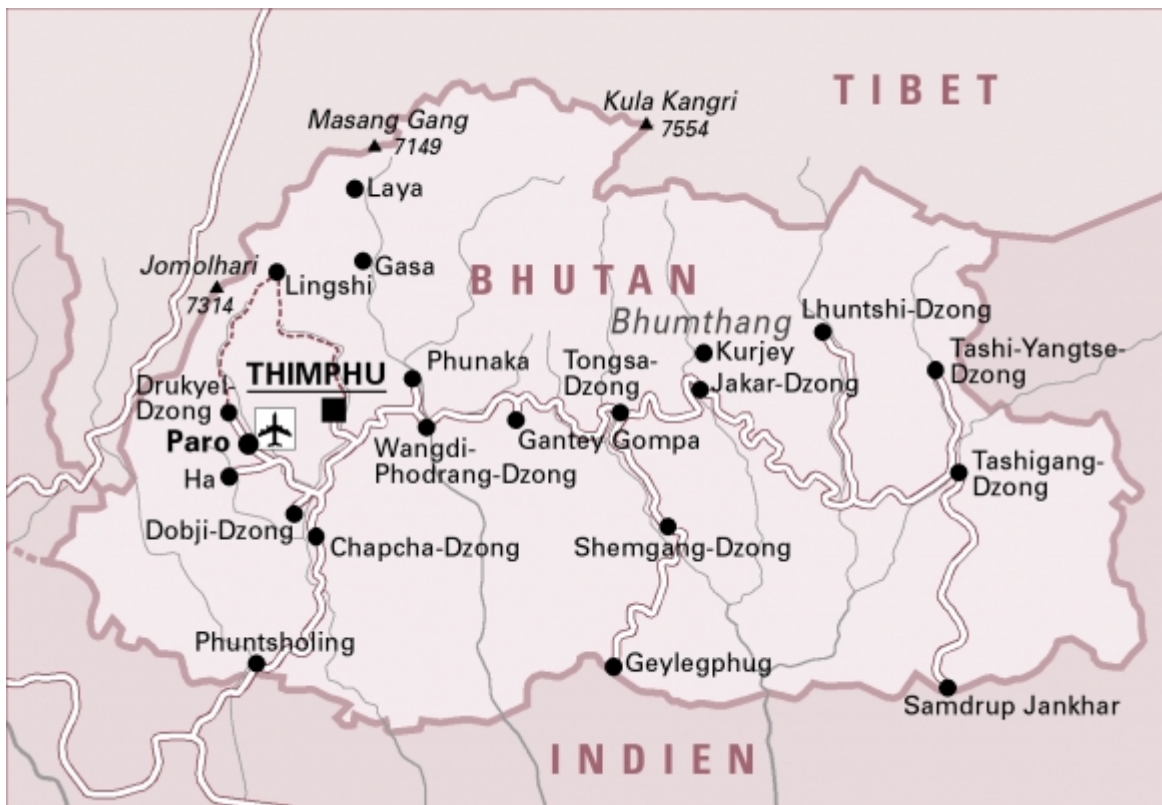 TIBET
Kula Kangri
7554
Masang Gang
7149
Laya
Jomolhari
7314
Lingshi
Gasa
BHUTAN
Bhumthang
Lhuntshi-Dzong
Kurjey
Jakar-Dzong
Tashi-Yangtse-
Dzong
Phunaka
Tongsa-
Dzong
THIMPHU
Drukyel-
Dzong
Paro
Ha
Wangdi-
Phodrang-Dzong
Gantey Gompa
Tashigang-
Dzong
Dobji-Dzong
Chapcha-Dzong
Shemgang-Dzong
Phuntsholing
Geylegphug
Samdrup Jankhar
INDIEN